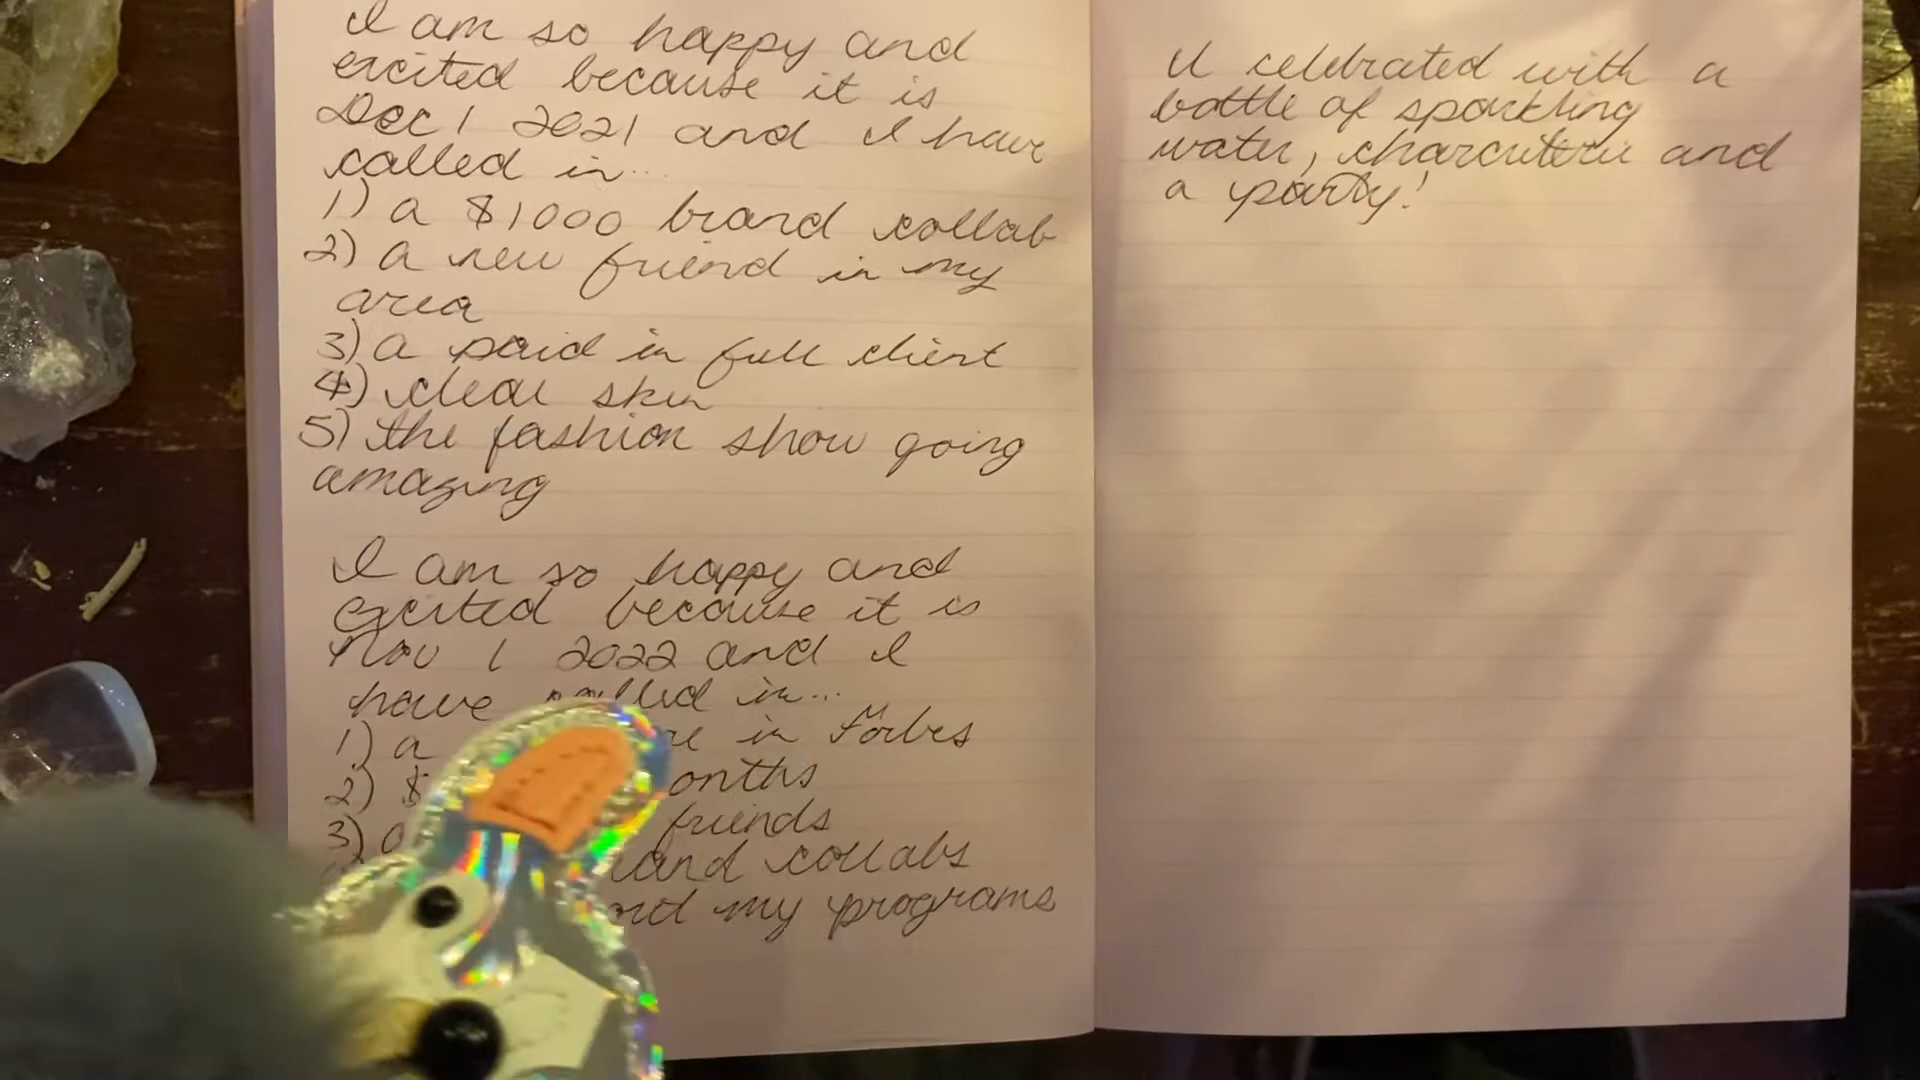 I am so happy and
excited because it is
Dec 1 2021 and I have
called in...
1) a $1000 brand collab
2) a new friend in my
area
3) a paid in full client
4) clear skin
5) the fashion show going
amazing
I am so happy and
excited because it is
Nov 1 2022 and I
have called in...
1) a in Forbes
2) $
3) friends
collabs
my programs
I celebrated with a
bottle of sparkling
water, charcuterie and
a party!